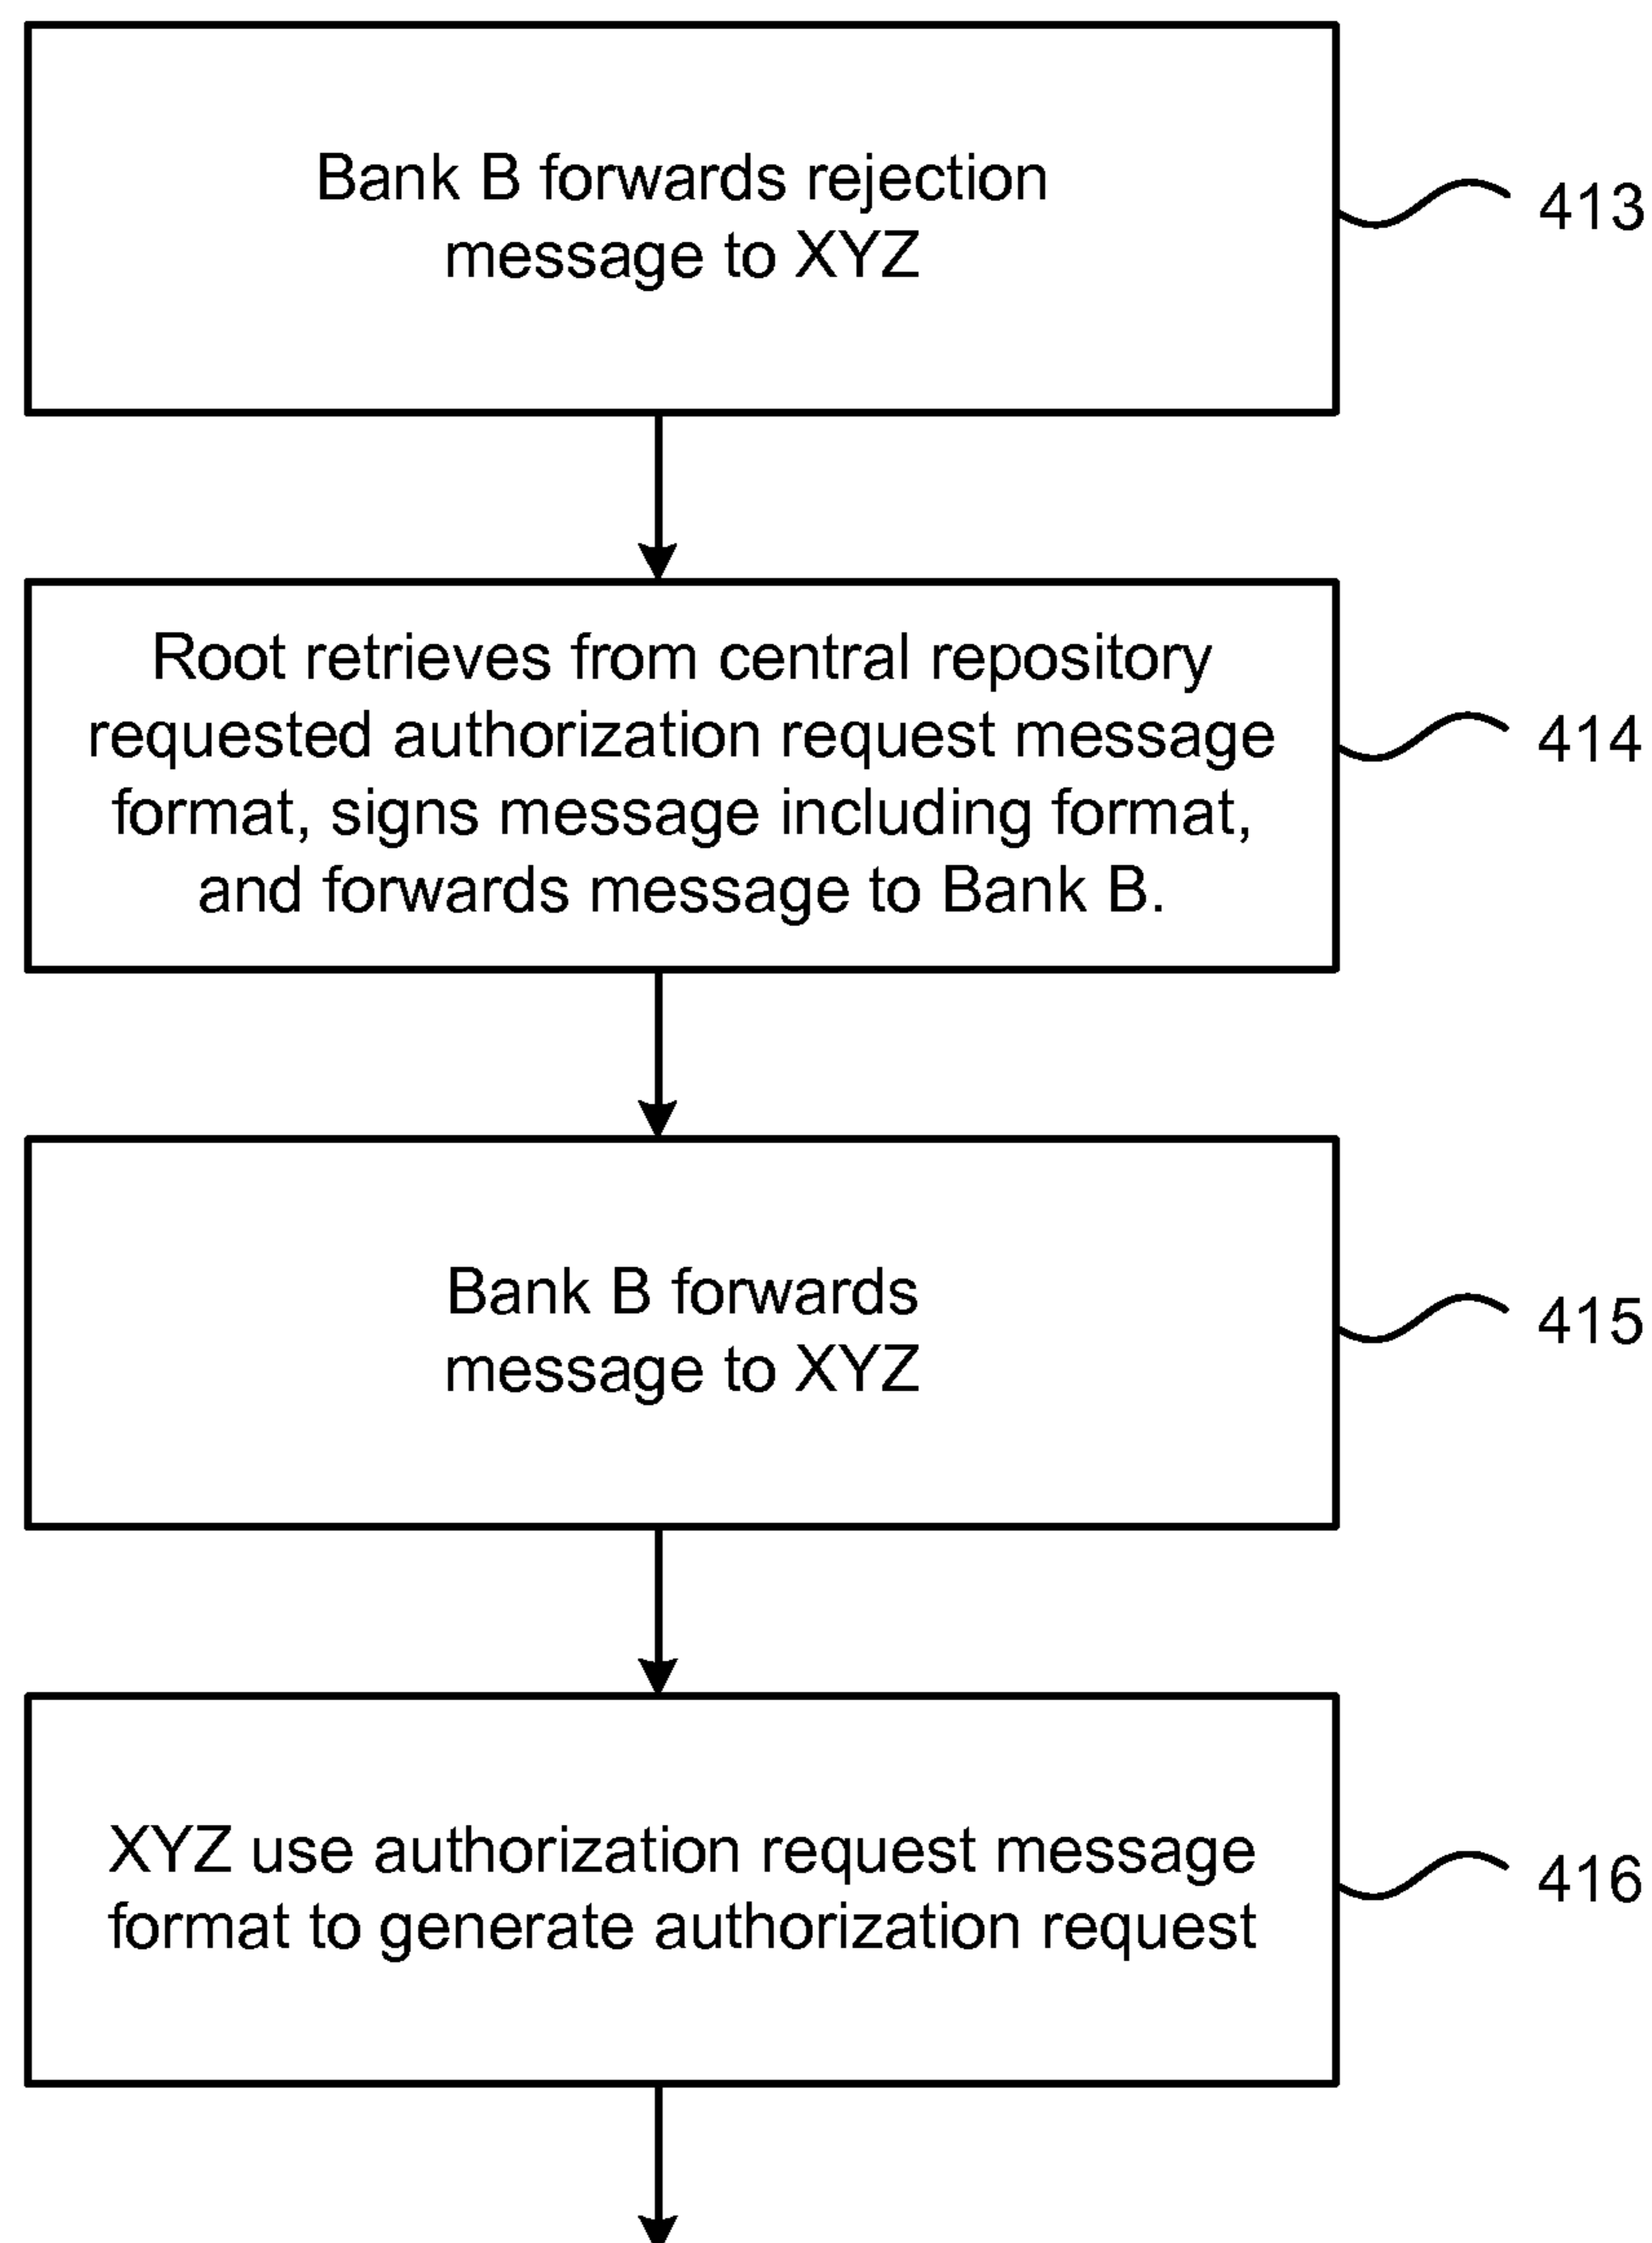 Bank B forwards rejection
message to XYZ
413
Root retrieves from central repository
requested authorization request message
format, signs message including format,
and forwards message to Bank B.
414
Bank B forwards
message to XYZ
415
XYZ use authorization request message
format to generate authorization request
416